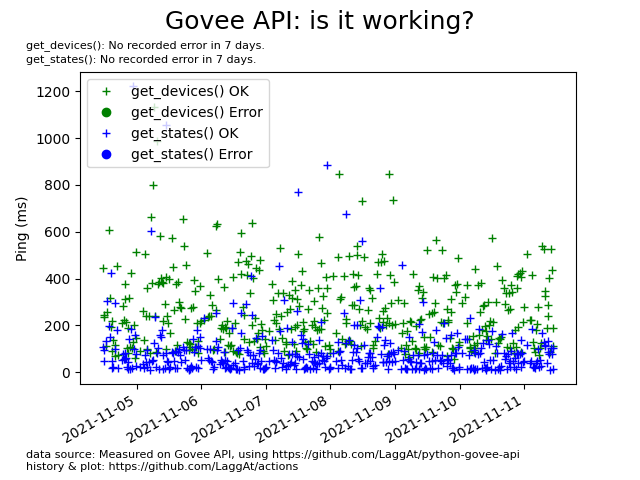 Govee API: is it working?
get_devices(): No recorded error in 7 days.
get_states(): No recorded error in 7 days.
get_devices() OK
get_devices() Error
get_states() OK
get_states() Error
Ping (ms)
1200
1000
800
600
400
200
0
2021-11-05
2021-11-06
2021-11-07
2021-11-08
2021-11-09
2021-11-10
2021-11-11
data source: Measured on Govee API, using https://github.com/LaggAt/python-govee-api
history & plot: https://github.com/LaggAt/actions